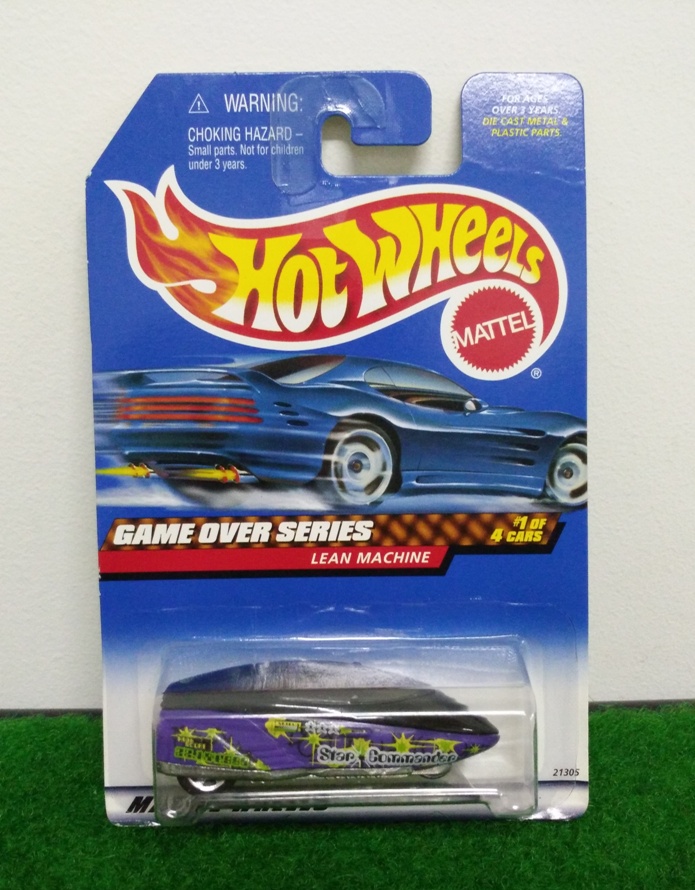 WARNING:
CHOKING HAZARD –
Small parts. Not for children
under 3 years.
FOR AGES
OVER 3 YEARS.
DIE CAST METAL &
PLASTIC PARTS.
HOT WHEELS
MATTEL
®
GAME OVER SERIES
#1 OF
4 CARS
LEAN MACHINE
Star Commander
21305